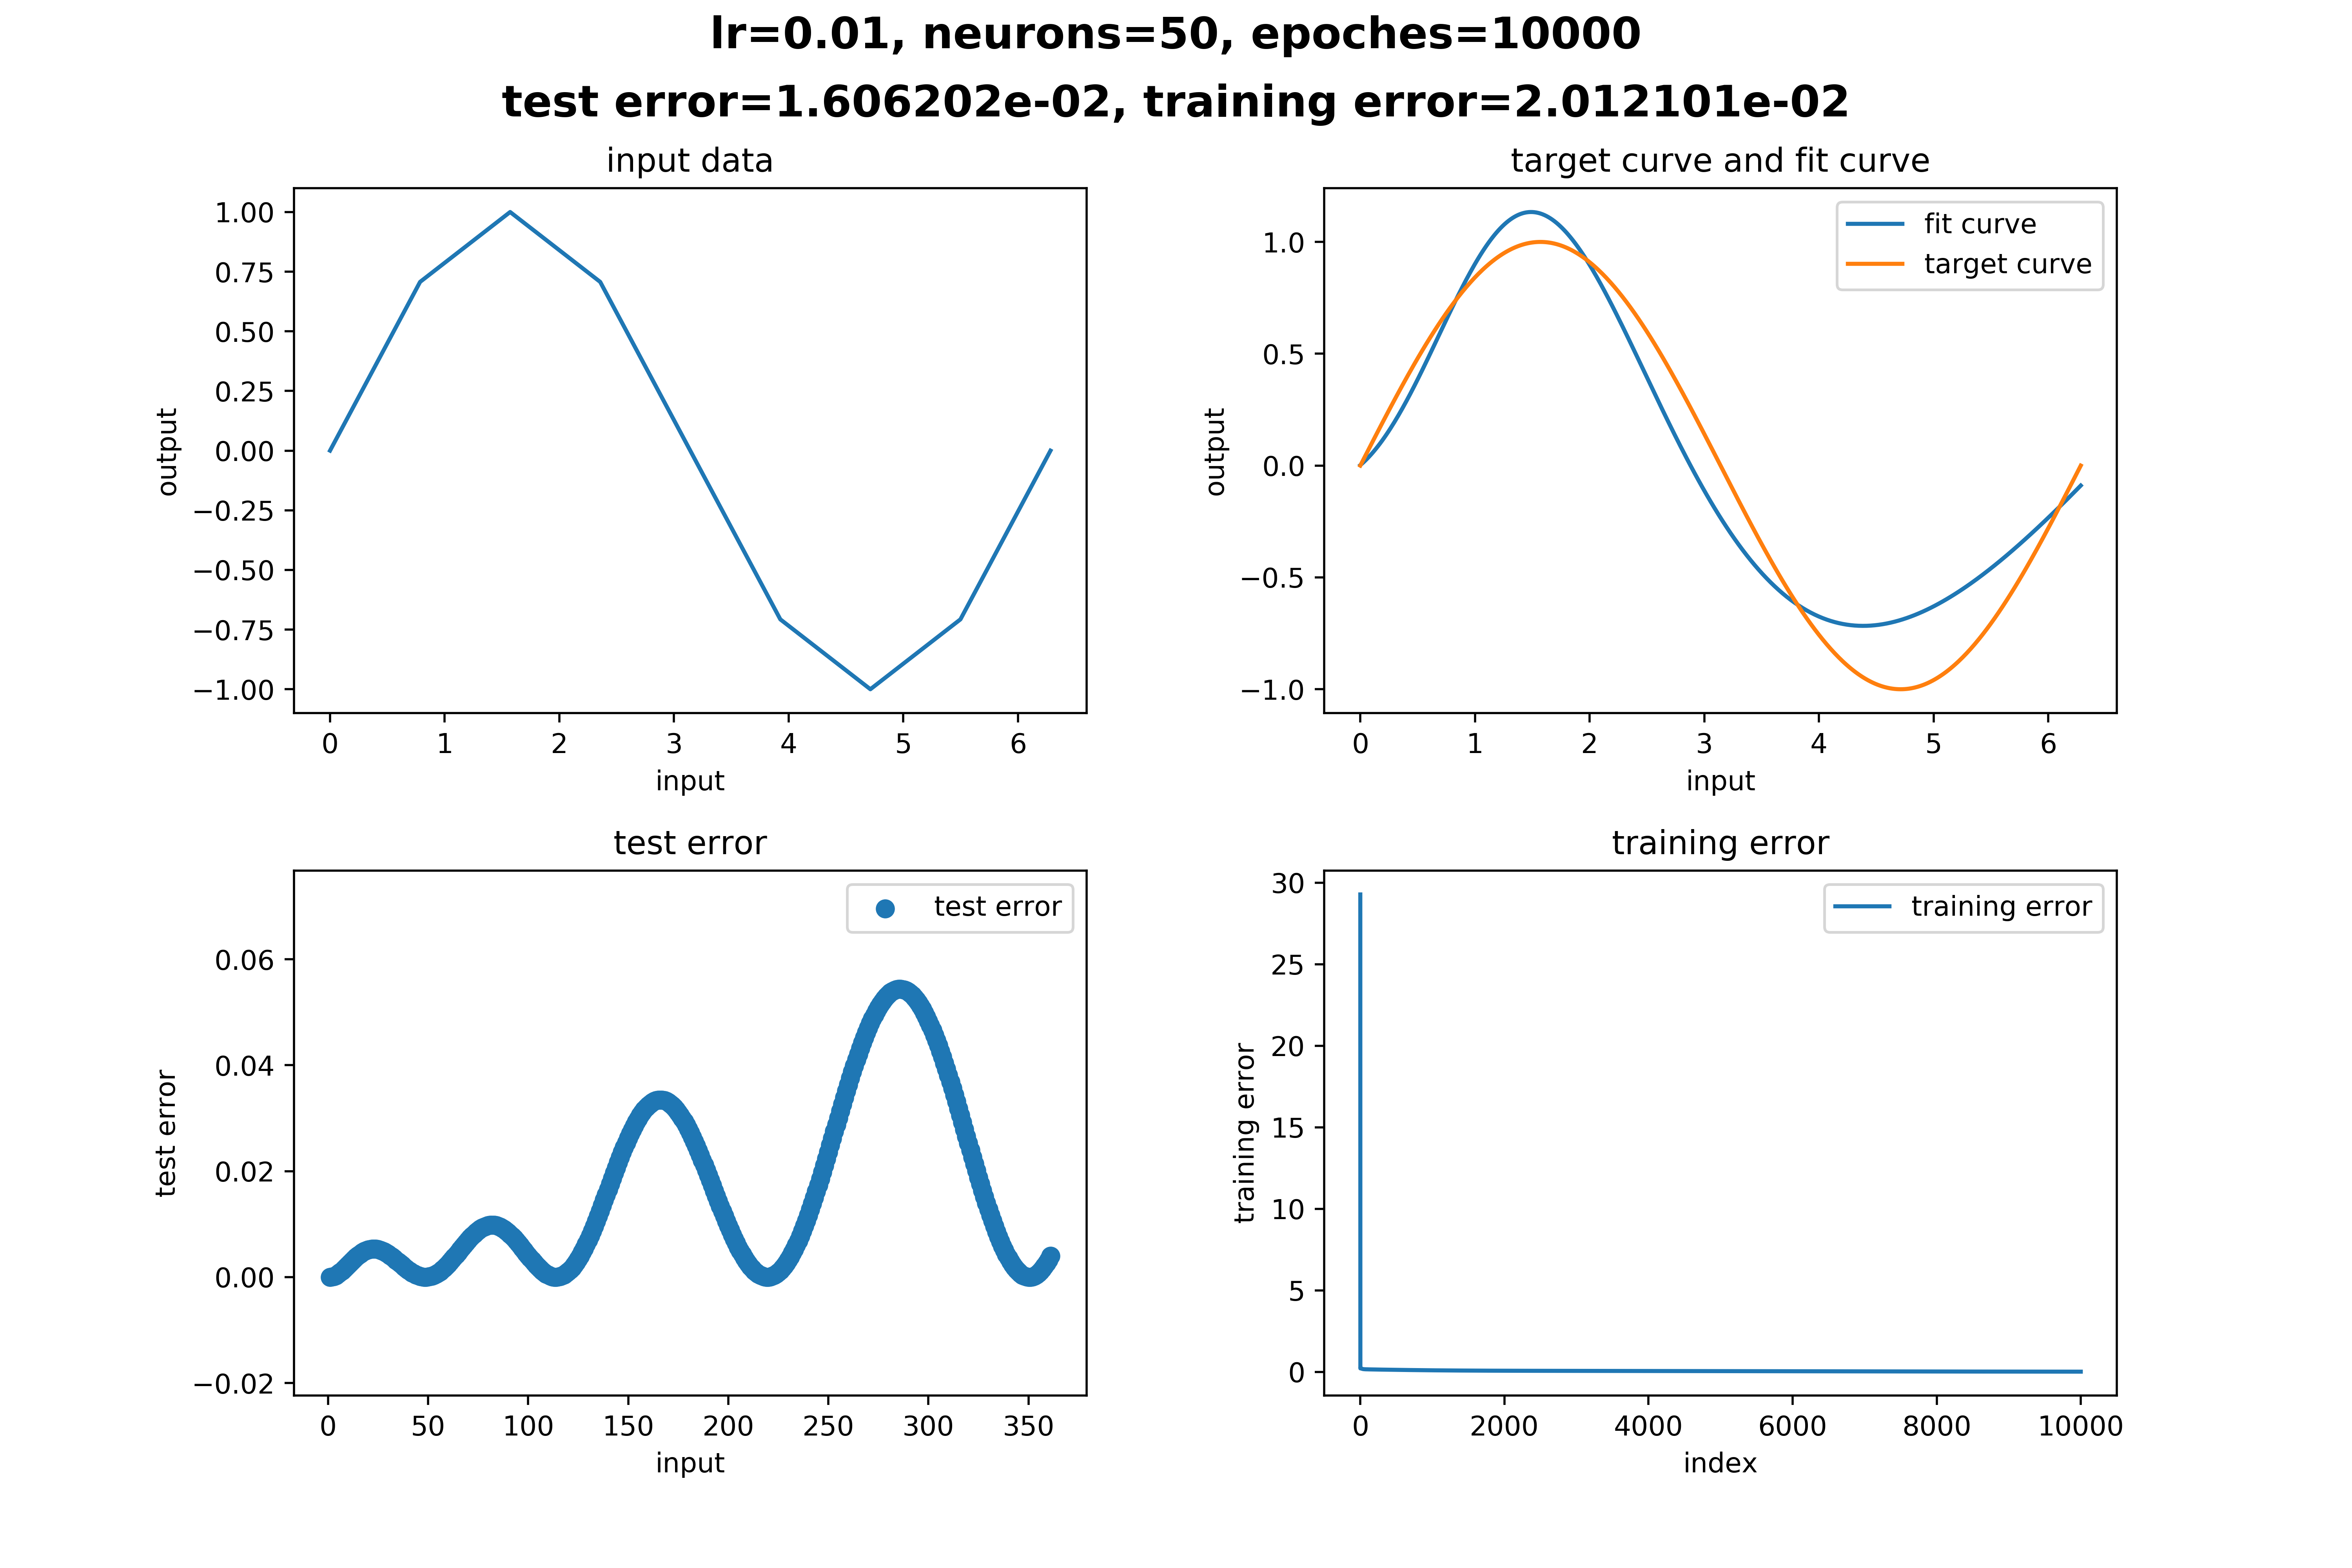 lr=0.01, neurons=50, epoches=10000
test error=1.606202e-02, training error=2.012101e-02
input data
1.00
0.75
0.50
0.25
0.00
−0.25
−0.50
−0.75
−1.00
output
0 1 2 3 4 5 6
input
target curve and fit curve
fit curve
target curve
1.0
0.5
0.0
−0.5
−1.0
output
0 1 2 3 4 5 6
input
test error
test error
0.06
0.04
0.02
0.00
−0.02
test error
0 50 100 150 200 250 300 350
input
training error
training error
30
25
20
15
10
5
0
training error
0 2000 4000 6000 8000 10000
index